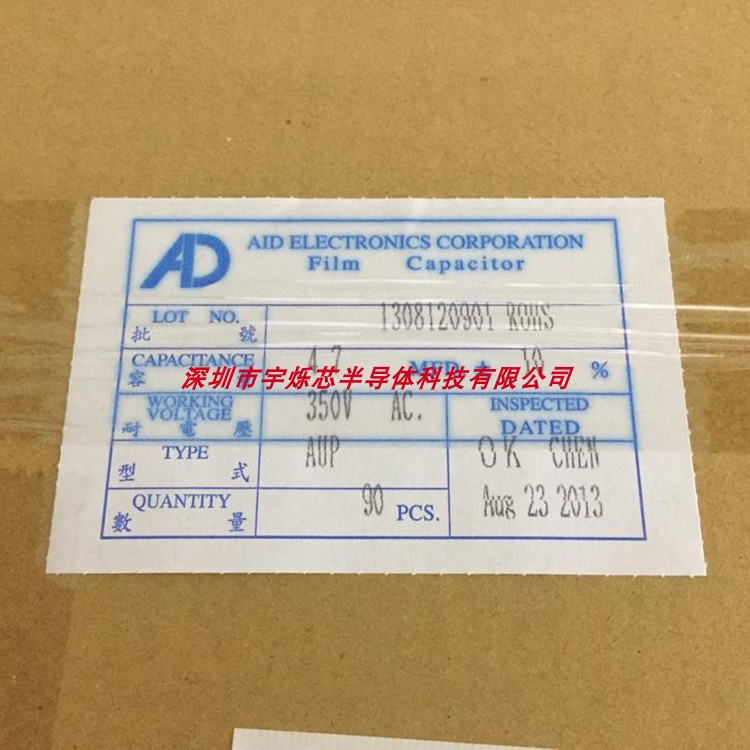 AD
AID ELECTRONICS CORPORATION
Film Capacitor
LOT NO. 1308120901 ROHS
批 號
CAPACITANCE 4.7 MFD ± 10 %
容
深圳市宇烁芯半导体科技有限公司
WORKING VOLTAGE 350V AC.
耐 電 壓
INSPECTED
DATED
TYPE AUP
型 式
OK CHEN
QUANTITY 90 PCS.
數 量
Aug 23 2013